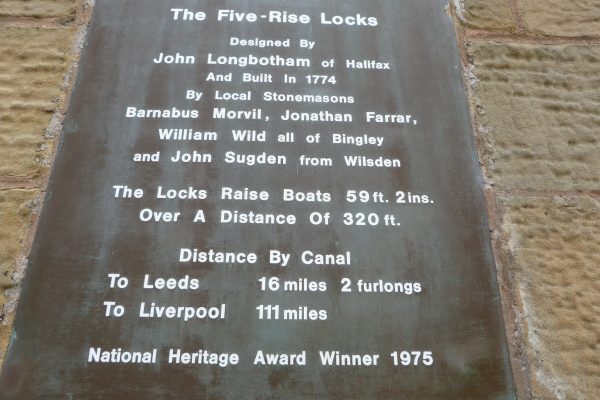 The Five-Rise Locks
Designed By
John Longbotham of Halifax
And Built In 1774
By Local Stonemasons
Barnabus Morvil, Jonathan Farrar,
William Wild all of Bingley
and John Sugden from Wilsden
The Locks Raise Boats 59 ft. 2 ins.
Over A Distance Of 320 ft.
Distance By Canal
To Leeds 16 miles 2 furlongs
To Liverpool 111 miles
National Heritage Award Winner 1975